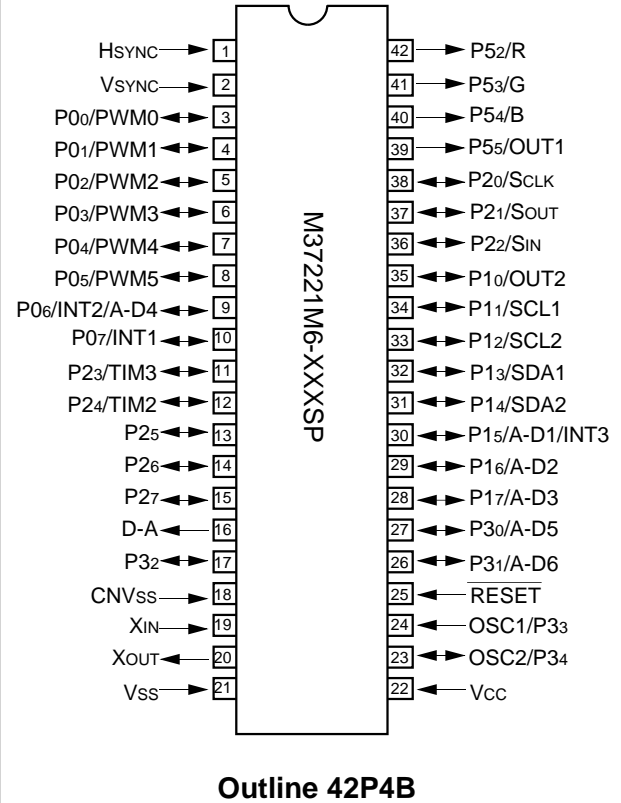 HSYNC 1 42 P52/R
VSYNC 2 41 P53/G
P00/PWM0 3 40 P54/B
P01/PWM1 4 39 P55/OUT1
P02/PWM2 5 38 P20/SCLK
P03/PWM3 6 37 P21/SOUT
P04/PWM4 7 36 P22/SIN
P05/PWM5 8 35 P10/OUT2
P06/INT2/A-D4 9 34 P11/SCL1
P07/INT1 10 33 P12/SCL2
P23/TIM3 11 32 P13/SDA1
P24/TIM2 12 31 P14/SDA2
P25 13 30 P15/A-D1/INT3
P26 14 29 P16/A-D2
P27 15 28 P17/A-D3
D-A 16 27 P30/A-D5
P32 17 26 P31/A-D6
CNVSS 18 25 RESET
XIN 19 24 OSC1/P33
XOUT 20 23 OSC2/P34
VSS 21 22 VCC
M37221M6-XXXSP
Outline 42P4B